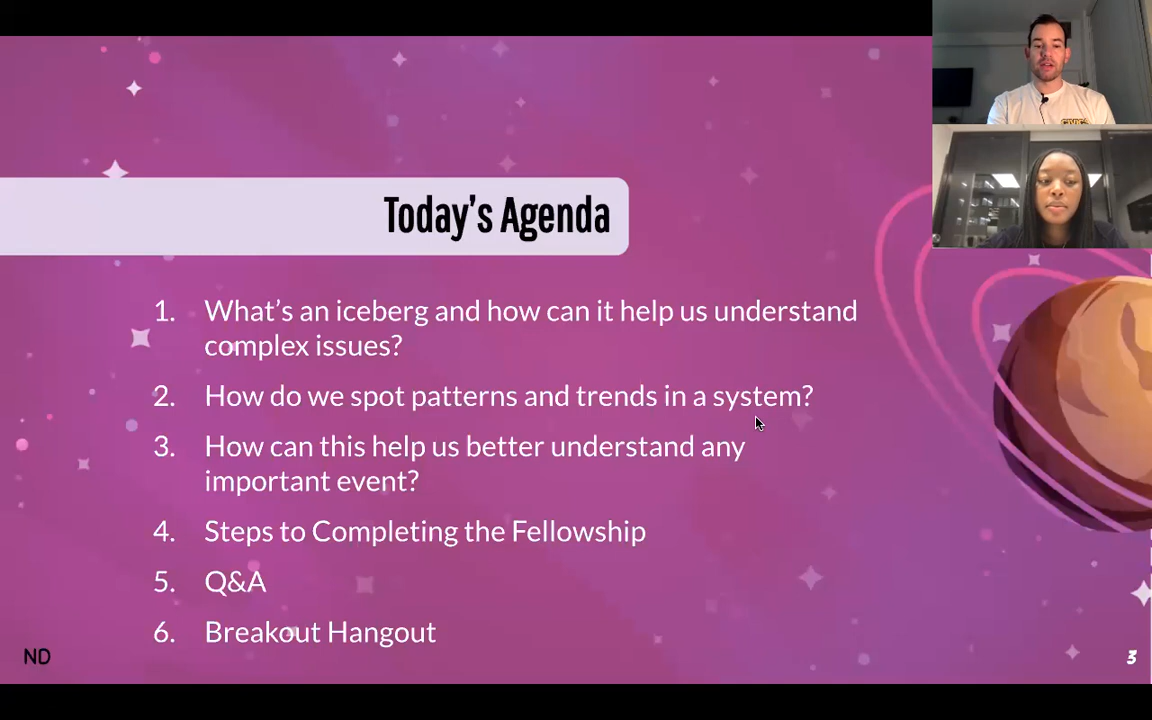 Today's Agenda
1. What's an iceberg and how can it help us understand
complex issues?
2. How do we spot patterns and trends in a system?
3. How can this help us better understand any
important event?
4. Steps to Completing the Fellowship
5. Q&A
6. Breakout Hangout
ND
3